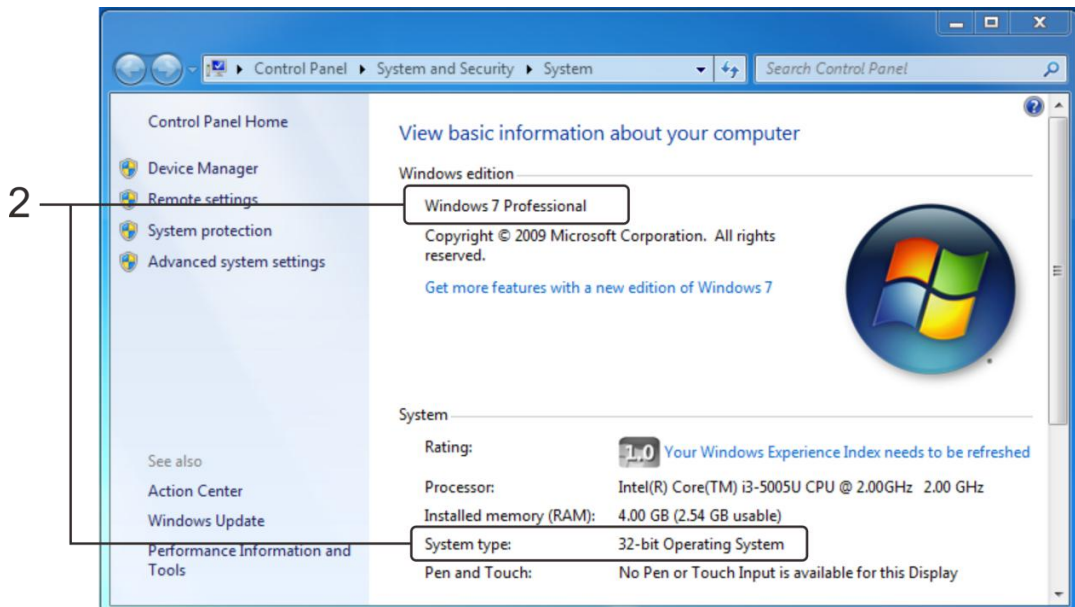 Control Panel System and Security System
Search Control Panel
Control Panel Home
Device Manager
Remote settings
System protection
Advanced system settings
See also
Action Center
Windows Update
Performance Information and
Tools
2
View basic information about your computer
Windows edition
Windows 7 Professional
Copyright © 2009 Microsoft Corporation. All rights
reserved.
Get more features with a new edition of Windows 7
System
Rating: 1.0 Your Windows Experience Index needs to be refreshed
Processor: Intel(R) Core(TM) i3-5005U CPU @ 2.00GHz 2.00 GHz
Installed memory (RAM): 4.00 GB (2.54 GB usable)
System type: 32-bit Operating System
Pen and Touch: No Pen or Touch Input is available for this Display